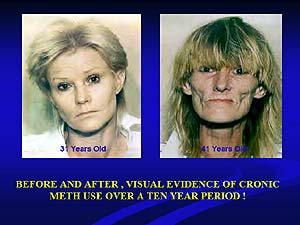 31 Years Old
41 Years Old
BEFORE AND AFTER , VISUAL EVIDENCE OF CRONIC
METH USE OVER A TEN YEAR PERIOD !